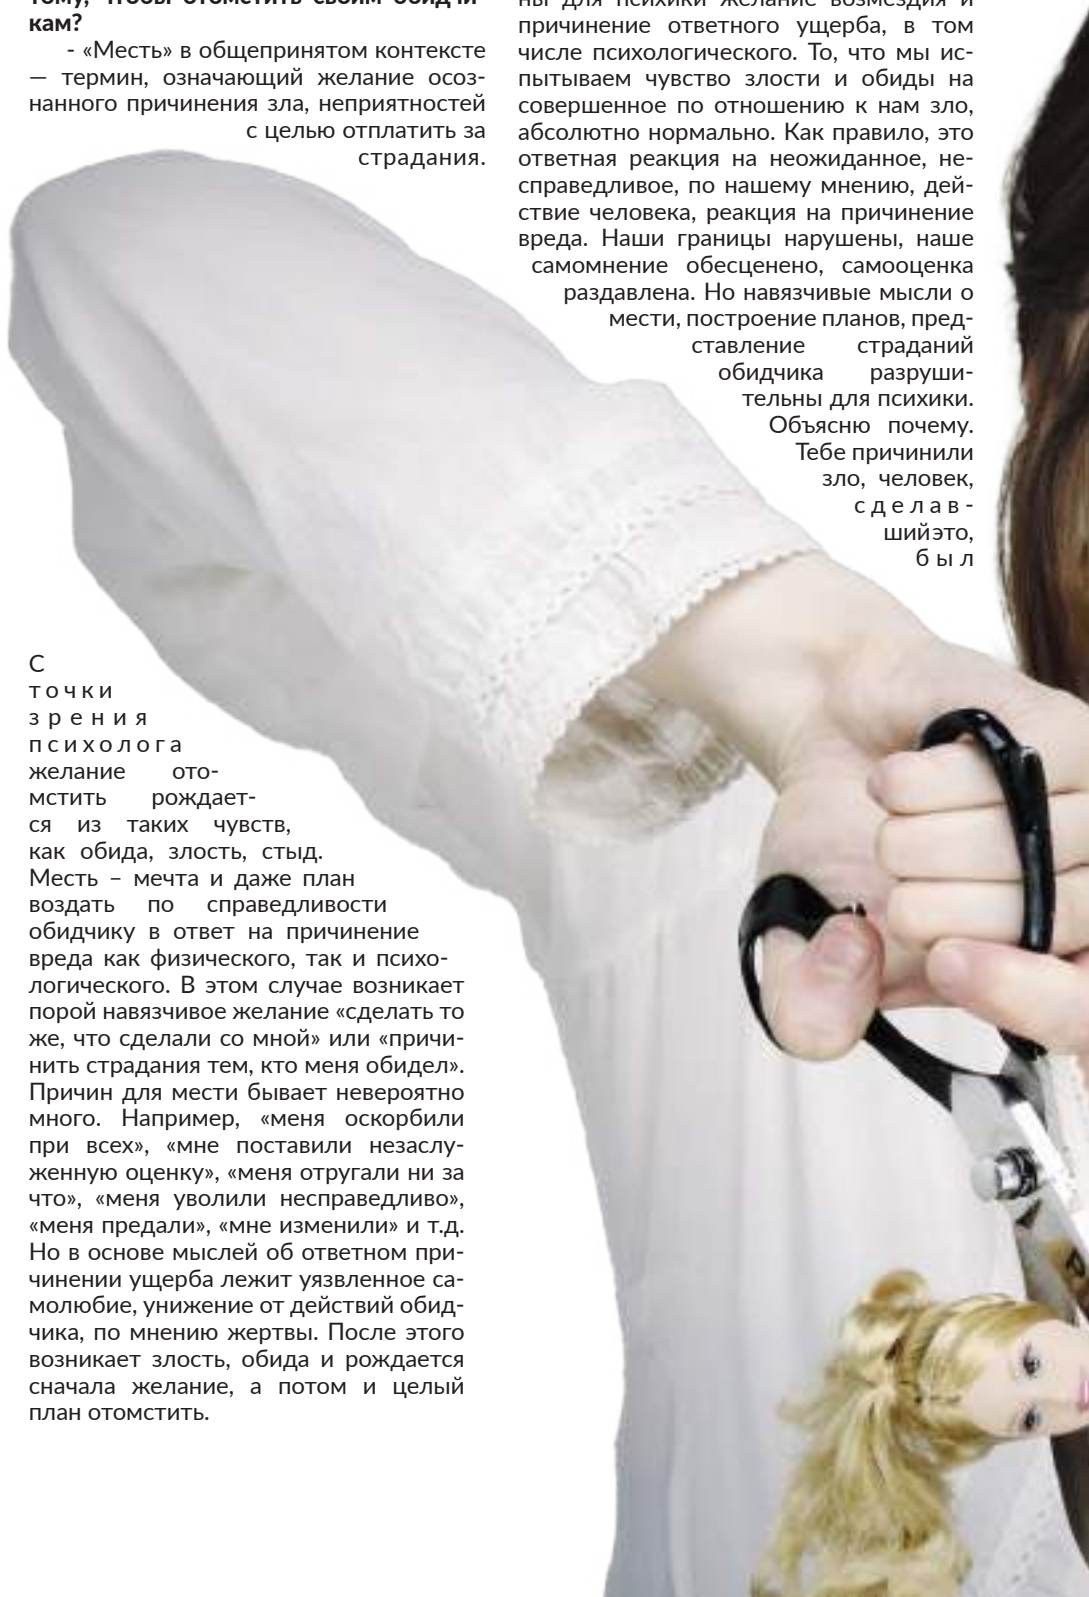 тому, чтобы отомстить своим обидчи-
кам?
- «Месть» в общепринятом контексте
— термин, означающий желание осоз-
нанного причинения зла, неприятностей
с целью отплатить за
страдания.
С
точки
зрения
психолога
желание ото-
мстить рождает-
ся из таких чувств,
как обида, злость, стыд.
Месть – мечта и даже план
воздать по справедливости
обидчику в ответ на причинение
вреда как физического, так и психо-
логического. В этом случае возникает
порой навязчивое желание «сделать то
же, что сделали со мной» или «причи-
нить страдания тем, кто меня обидел».
Причин для мести бывает невероятно
много. Например, «меня оскорбили
при всех», «мне поставили незаслу-
женную оценку», «меня отругали ни за
что», «меня уволили несправедливо»,
«меня предали», «мне изменили» и т.д.
Но в основе мыслей об ответном при-
чинении ущерба лежит уязвленное са-
молюбие, унижение от действий обид-
чика, по мнению жертвы. После этого
возникает злость, обида и рождается
сначала желание, а потом и целый
план отомстить.
ны для психики желание возмездия и
причинение ответного ущерба, в том
числе психологического. То, что мы ис-
пытываем чувство злости и обиды на
совершенное по отношению к нам зло,
абсолютно нормально. Как правило, это
ответная реакция на неожиданное, не-
справедливое, по нашему мнению, дей-
ствие человека, реакция на причинение
вреда. Наши границы нарушены, наше
самомнение обесценено, самооценка
раздавлена. Но навязчивые мысли о
мести, построение планов, пред-
ставление страданий
обидчика разруши-
тельны для психики.
Объясню почему.
Тебе причинили
зло, человек,
сделав-
ший это,
был